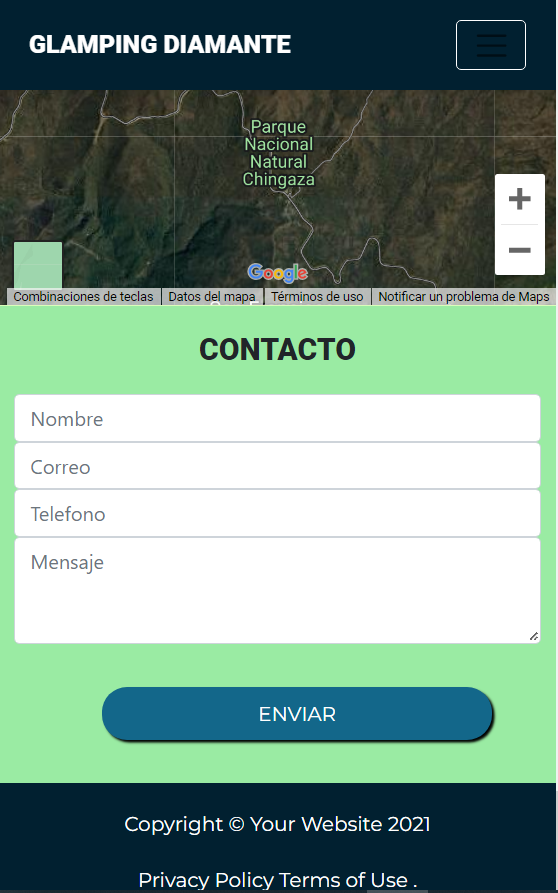 GLAMPING DIAMANTE
Parque
Nacional
Natural
Chingaza
Google
Combinaciones de teclas
Datos del mapa
Términos de uso
Notificar un problema de Maps
CONTACTO
Nombre
Correo
Telefono
Mensaje
ENVIAR
Copyright © Your Website 2021
Privacy Policy Terms of Use .